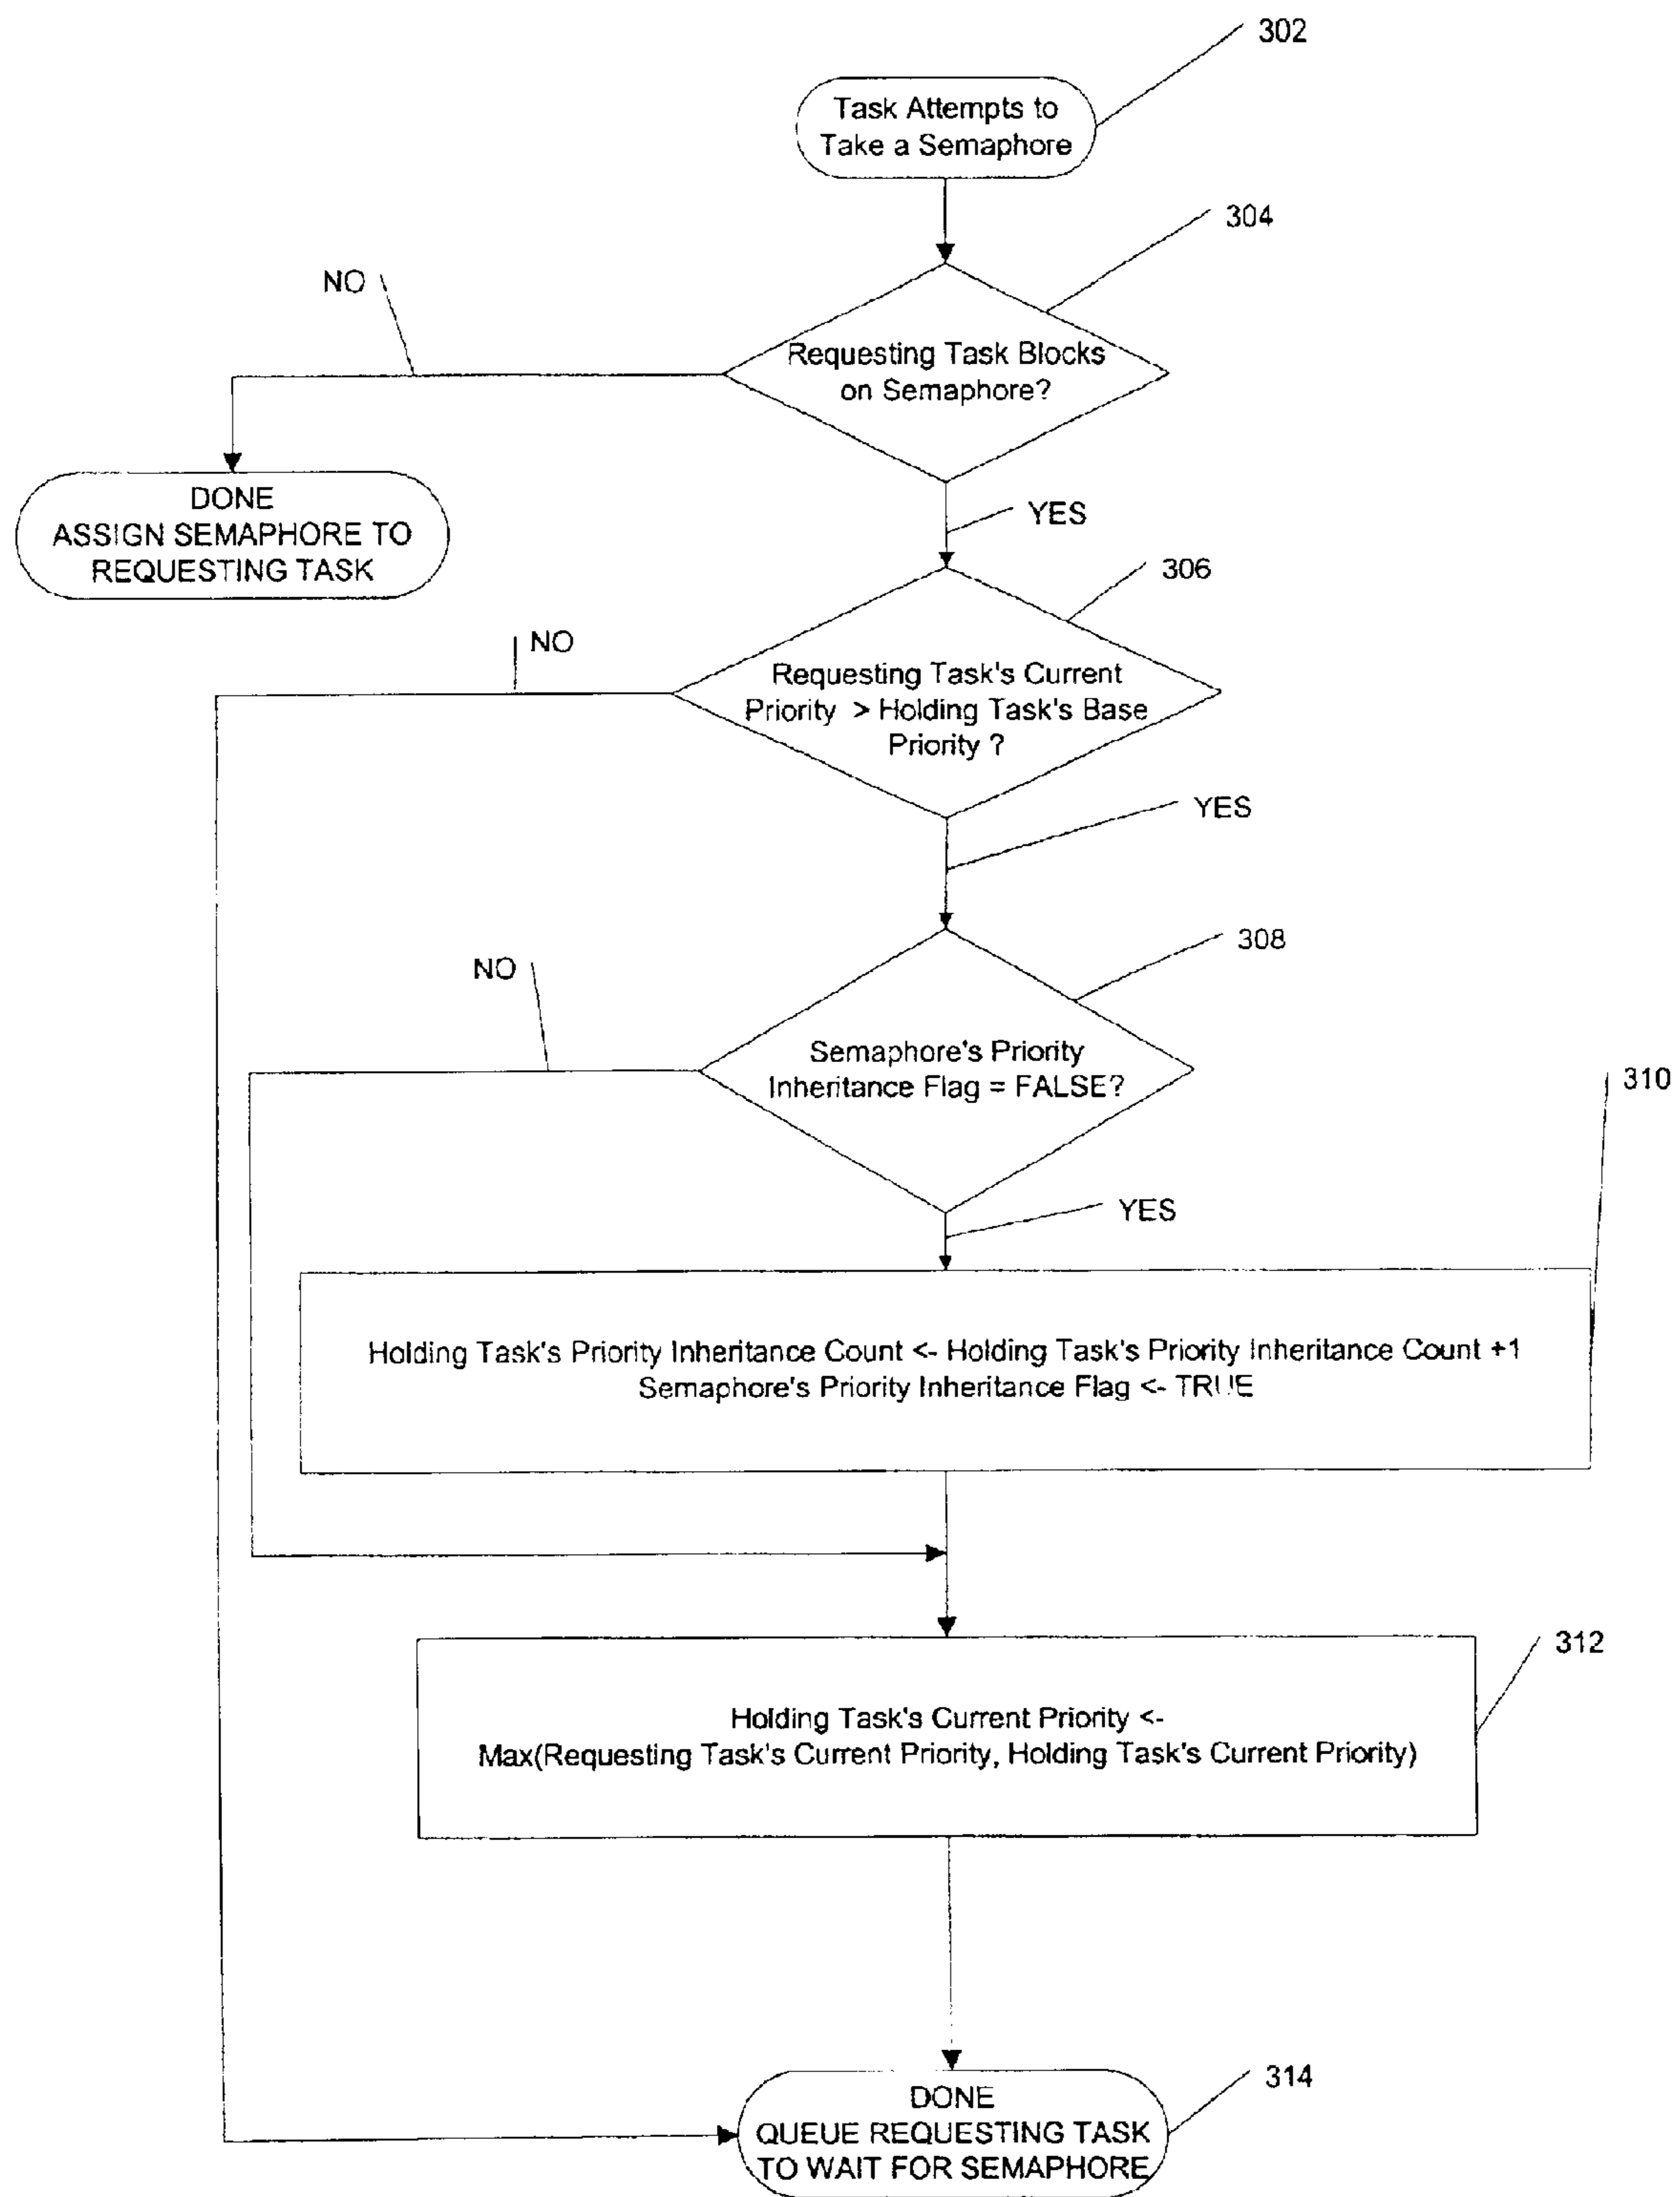 302
Task Attempts to
Take a Semaphore
304
NO
Requesting Task Blocks
on Semaphore?
DONE
ASSIGN SEMAPHORE TO
REQUESTING TASK
YES
306
NO
Requesting Task's Current
Priority > Holding Task's Base
Priority ?
YES
308
NO
Semaphore's Priority
Inheritance Flag = FALSE?
310
YES
Holding Task's Priority Inheritance Count <- Holding Task's Priority Inheritance Count +1
Semaphore's Priority Inheritance Flag <- TRUE
312
Holding Task's Current Priority <-
Max(Requesting Task's Current Priority, Holding Task's Current Priority)
314
DONE
QUEUE REQUESTING TASK
TO WAIT FOR SEMAPHORE